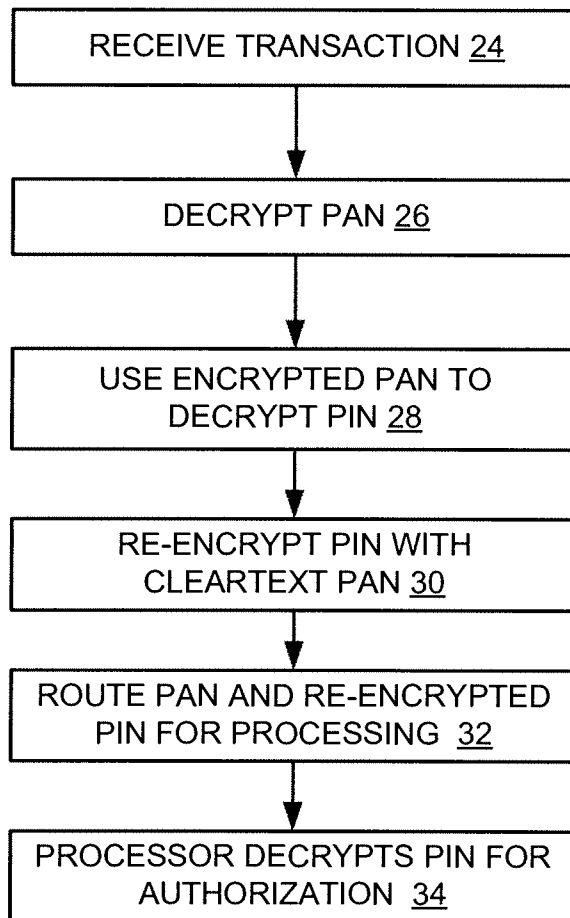 RECEIVE TRANSACTION 24
DECRYPT PAN 26
USE ENCRYPTED PAN TO
DECRYPT PIN 28
RE-ENCRYPT PIN WITH
CLEARTEXT PAN 30
ROUTE PAN AND RE-ENCRYPTED
PIN FOR PROCESSING 32
PROCESSOR DECRYPTS PIN FOR
AUTHORIZATION 34